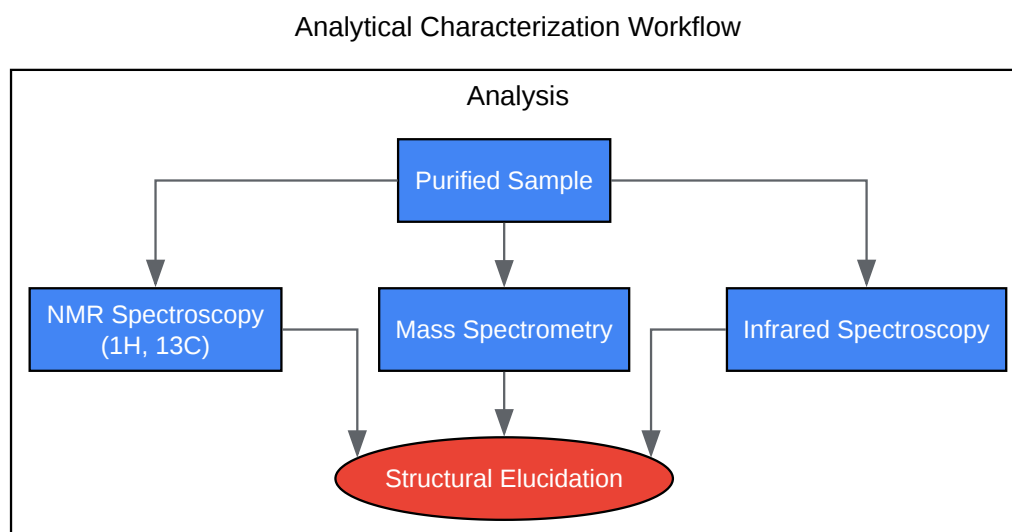 Analytical Characterization Workflow
Analysis
Purified Sample
NMR Spectroscopy
(1H, 13C)
Mass Spectrometry
Infrared Spectroscopy
Structural Elucidation